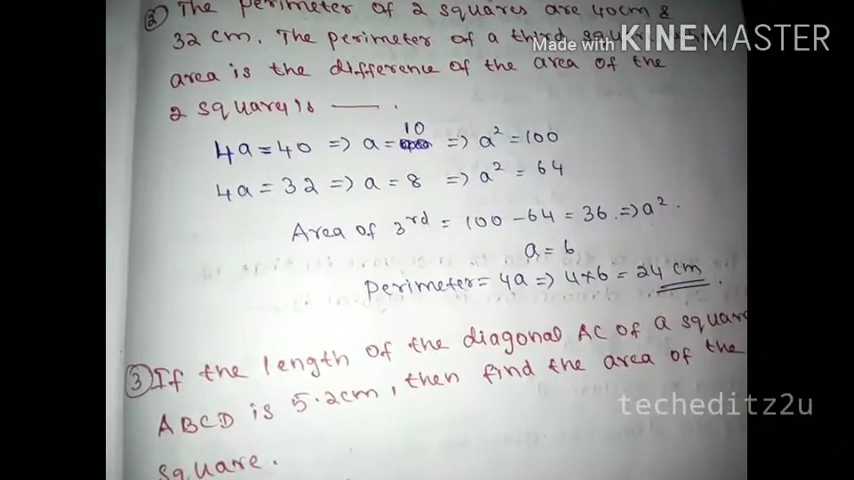 ② The perimeter of 2 squares are 40cm &
32 cm. The perimeter of a third
Made with KINEMASTER
area is the difference of the area of the
2 squares is ____ .
4a = 40 => a = 10 => a² = 100
4a = 32 => a = 8 => a² = 64
Area of 3rd = 100 - 64 = 36 => a².
a = 6
Perimeter = 4a => 4×6 = 24 cm.
③ If the length of the diagonal AC of a square
ABCD is 5.2cm, then find the area of the
techeditz2u
square.